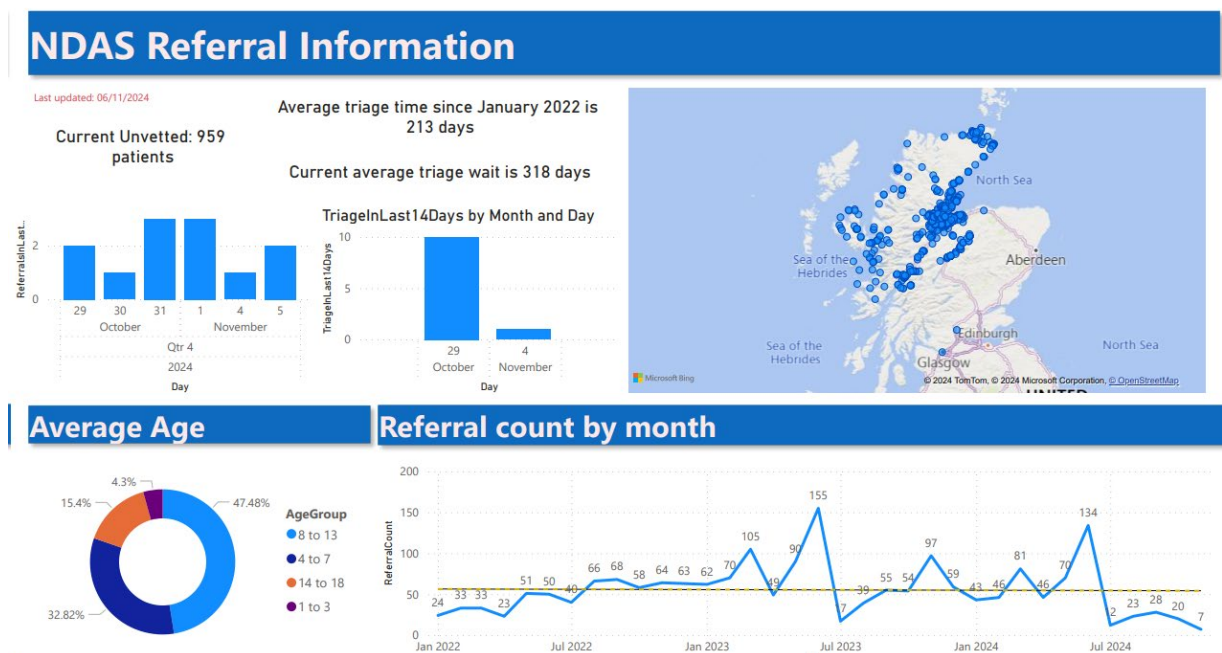 NDAS Referral Information
Last updated: 06/11/2024
Current Unvetted: 959
patients
ReferralsInLast...
2
0
29
30
31
1
4
5
October
November
Qtr 4
2024
Day
Average triage time since January 2022 is
213 days
Current average triage wait is 318 days
TriageInLast14Days by Month and Day
TriageInLast14Days
10
5
0
29
4
October
November
Day
North Sea
Aberdeen
Sea of the
Hebrides
Edinburgh
Sea of the
Hebrides
Glasgow
North Sea
Microsoft Bing
© 2024 TomTom, © 2024 Microsoft Corporation, © OpenStreetMap
UNITED
Average Age
4.3%
15.4%
47.48%
32.82%
AgeGroup
8 to 13
4 to 7
14 to 18
1 to 3
Referral count by month
ReferralCount
200
150
100
50
0
24
33
33
23
51
50
40
66
68
58
64
63
62
70
105
49
90
155
39
55
54
97
59
43
46
81
46
70
134
23
28
20
7
Jan 2022
Jul 2022
Jan 2023
Jul 2023
Jan 2024
Jul 2024